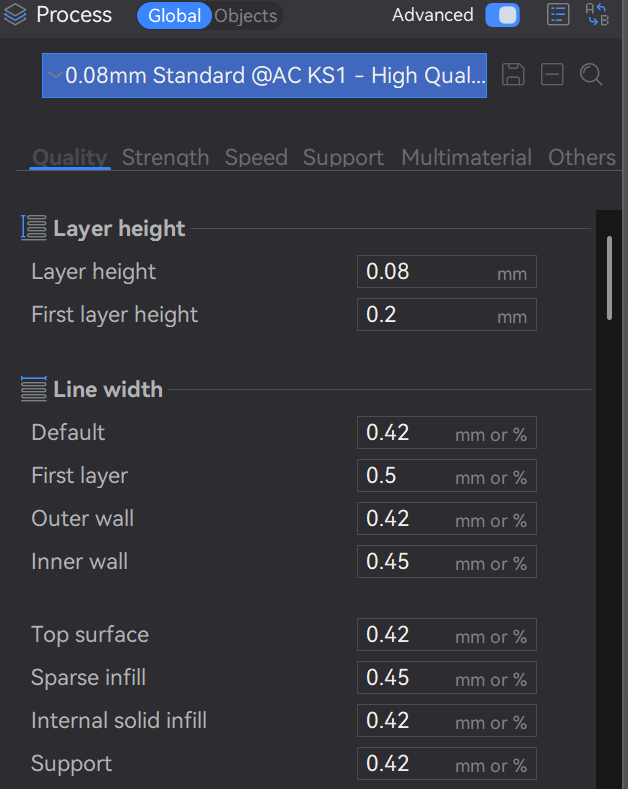 Process Global Objects Advanced
0.08mm Standard @AC KS1 - High Qual...
Quality Strength Speed Support Multimaterial Others
Layer height
Layer height 0.08 mm
First layer height 0.2 mm
Line width
Default 0.42 mm or %
First layer 0.5 mm or %
Outer wall 0.42 mm or %
Inner wall 0.45 mm or %
Top surface 0.42 mm or %
Sparse infill 0.45 mm or %
Internal solid infill 0.42 mm or %
Support 0.42 mm or %